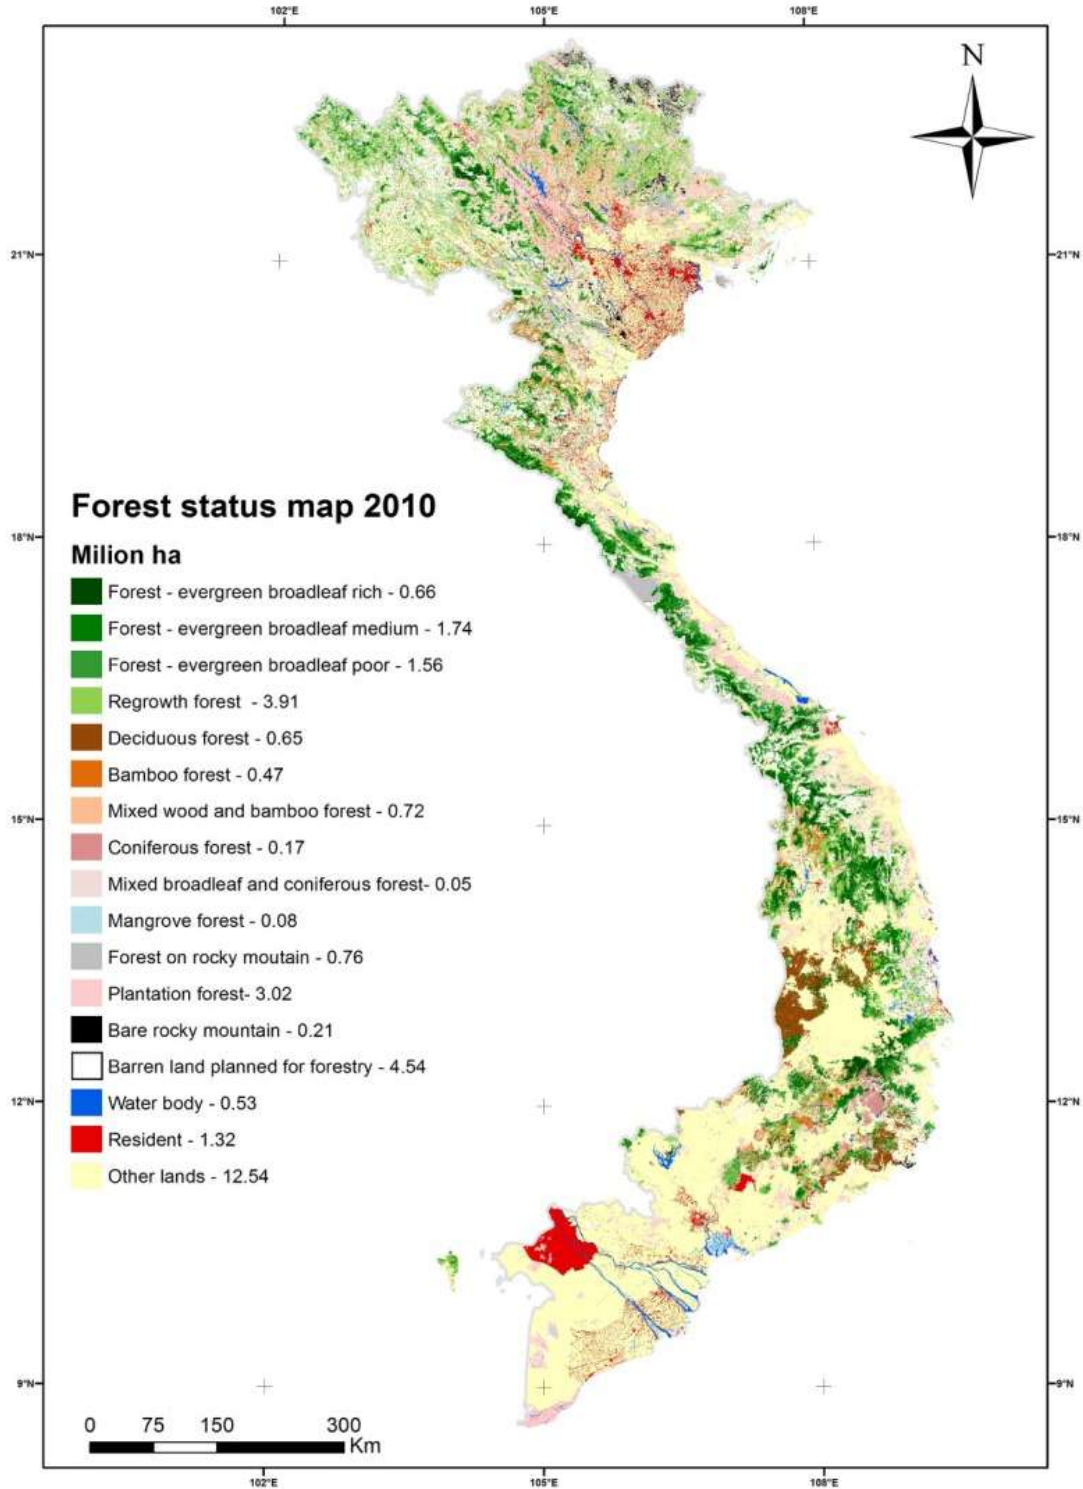 102°E 105°E 108°E
N
21°N 21°N
Forest status map 2010
18°N 18°N
Milion ha
Forest - evergreen broadleaf rich - 0.66
Forest - evergreen broadleaf medium - 1.74
Forest - evergreen broadleaf poor - 1.56
Regrowth forest - 3.91
Deciduous forest - 0.65
Bamboo forest - 0.47
Mixed wood and bamboo forest - 0.72
15°N 15°N
Coniferous forest - 0.17
Mixed broadleaf and coniferous forest- 0.05
Mangrove forest - 0.08
Forest on rocky moutain - 0.76
Plantation forest- 3.02
Bare rocky mountain - 0.21
Barren land planned for forestry - 4.54
12°N 12°N
Water body - 0.53
Resident - 1.32
Other lands - 12.54
9°N 9°N
0 75 150 300
Km
102°E 105°E 108°E